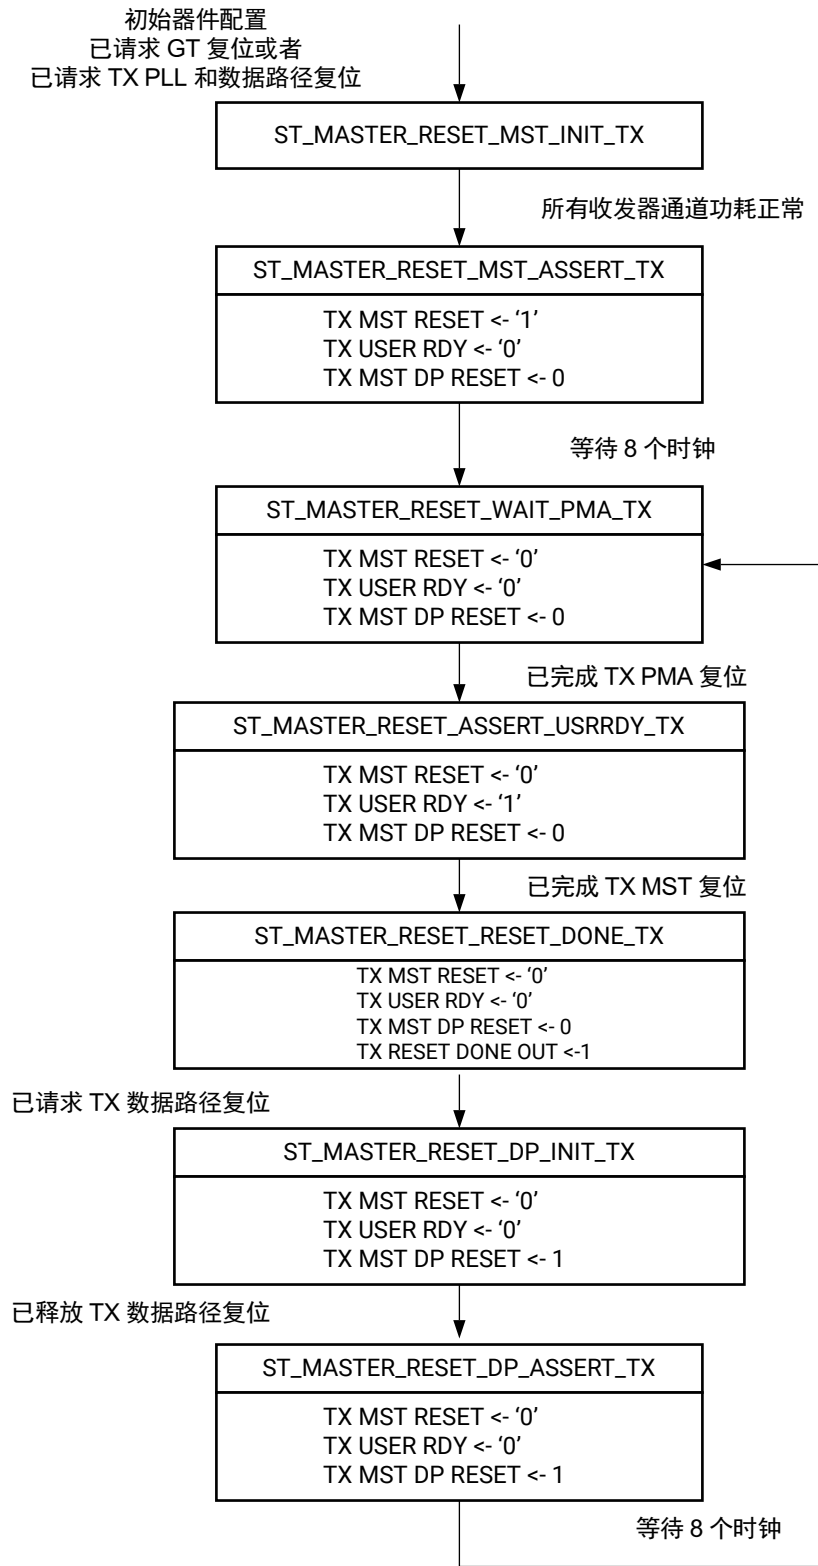 初始器件配置
已请求 GT 复位或者
已请求 TX PLL 和数据路径复位
ST_MASTER_RESET_MST_INIT_TX
所有收发器通道功耗正常
ST_MASTER_RESET_MST_ASSERT_TX
TX MST RESET <- ‘1’
TX USER RDY <- ‘0’
TX MST DP RESET <- 0
等待 8 个时钟
ST_MASTER_RESET_WAIT_PMA_TX
TX MST RESET <- ‘0’
TX USER RDY <- ‘0’
TX MST DP RESET <- 0
已完成 TX PMA 复位
ST_MASTER_RESET_ASSERT_USRRDY_TX
TX MST RESET <- ‘0’
TX USER RDY <- ‘1’
TX MST DP RESET <- 0
已完成 TX MST 复位
ST_MASTER_RESET_RESET_DONE_TX
TX MST RESET <- ‘0’
TX USER RDY <- ‘0’
TX MST DP RESET <- 0
TX RESET DONE OUT <-1
已请求 TX 数据路径复位
ST_MASTER_RESET_DP_INIT_TX
TX MST RESET <- ‘0’
TX USER RDY <- ‘0’
TX MST DP RESET <- 1
已释放 TX 数据路径复位
ST_MASTER_RESET_DP_ASSERT_TX
TX MST RESET <- ‘0’
TX USER RDY <- ‘0’
TX MST DP RESET <- 1
等待 8 个时钟